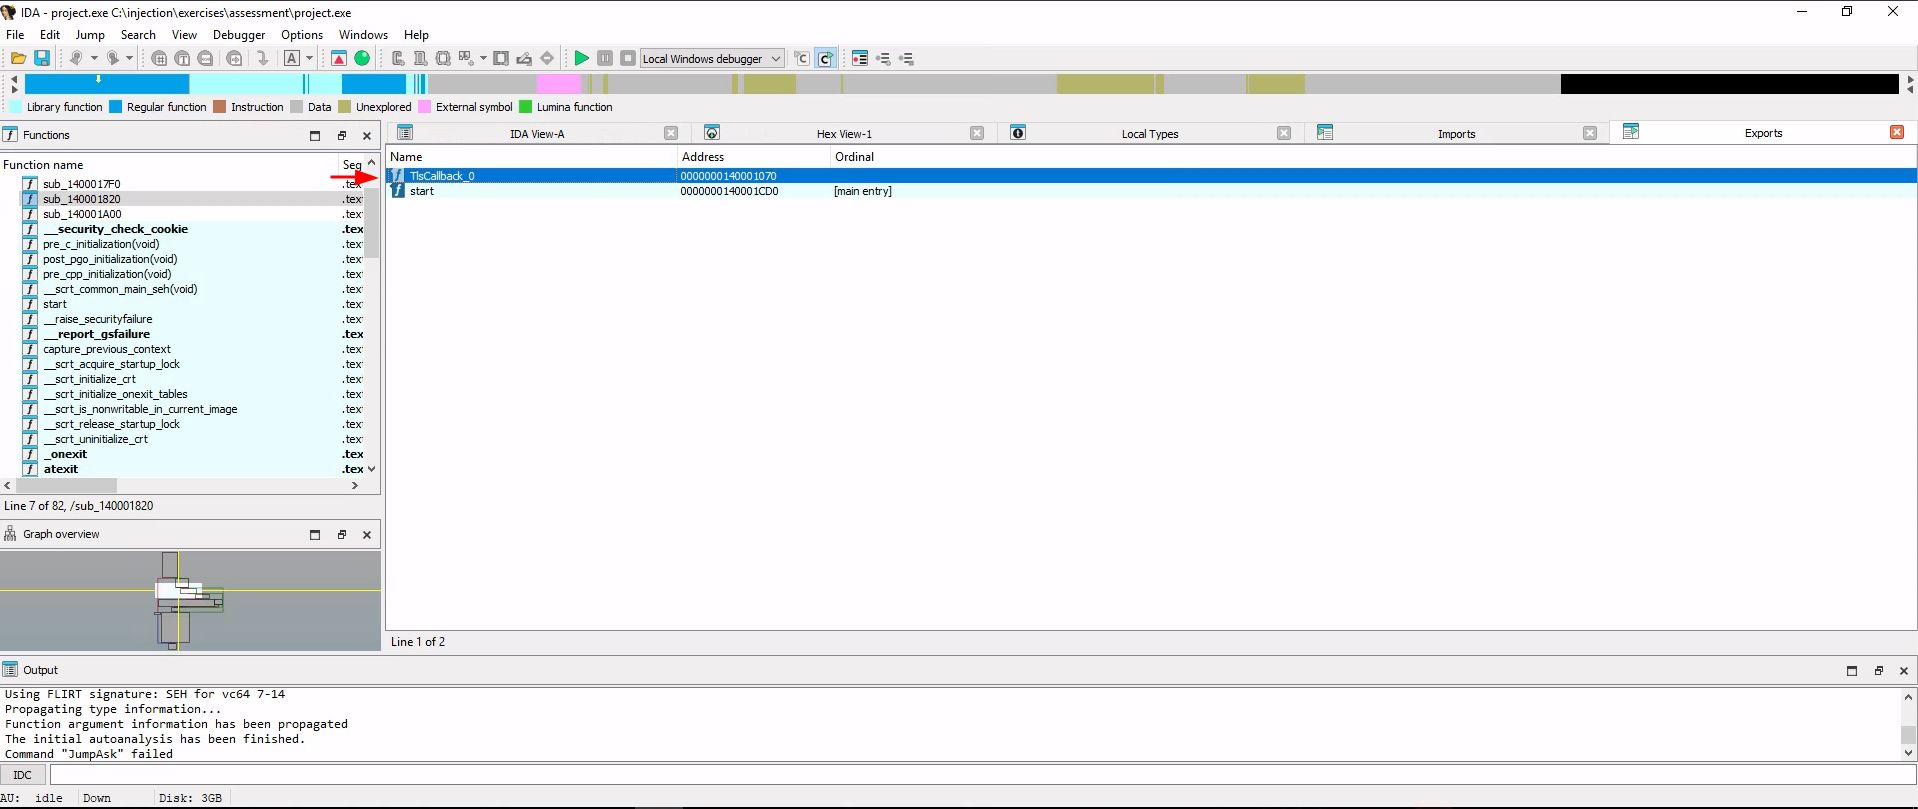 IDA - project.exe C:\injection\exercises\assessment\project.exe
File Edit Jump Search View Debugger Options Windows Help
Local Windows debugger
Library function Regular function Instruction Data Unexplored External symbol Lumina function
Functions
Function name Seg
sub_1400017F0 .tex
sub_140001820 .tex
sub_140001A00 .tex
__security_check_cookie .tex
pre_c_initialization(void) .tex
post_pgo_initialization(void) .tex
pre_cpp_initialization(void) .tex
__scrt_common_main_seh(void) .tex
start .tex
__raise_securityfailure .tex
__report_gsfailure .tex
capture_previous_context .tex
__scrt_acquire_startup_lock .tex
__scrt_initialize_crt .tex
__scrt_initialize_onexit_tables .tex
__scrt_is_nonwritable_in_current_image .tex
__scrt_release_startup_lock .tex
__scrt_uninitialize_crt .tex
_onexit .tex
atexit .tex
Line 7 of 82, /sub_140001820
Graph overview
IDA View-A Hex View-1 Local Types Imports Exports
Name Address Ordinal
TlsCallback_0 0000000140001070
start 0000000140001CD0 [main entry]
Line 1 of 2
Output
Using FLIRT signature: SEH for vc64 7-14
Propagating type information...
Function argument information has been propagated
The initial autoanalysis has been finished.
Command "JumpAsk" failed
IDC
AU: idle Down Disk: 3GB